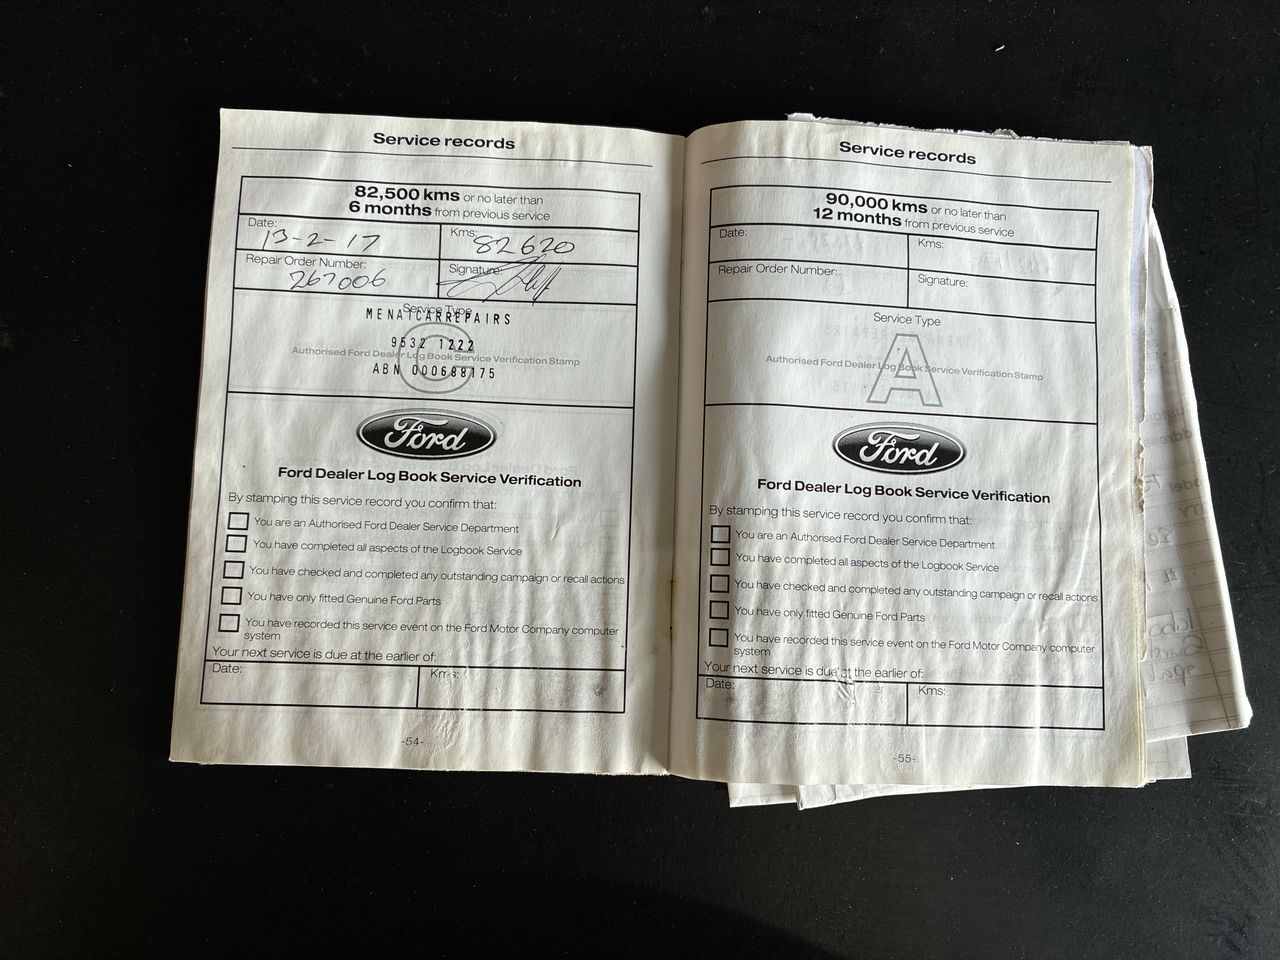 Service records
82,500 kms or no later than
6 months from previous service
Date:
13-2-17
Kms:
82620
Repair Order Number:
267006
Signature:
Service Type
MENAI CAR REPAIRS
9532 1222
C
Authorised Ford Dealer Log Book Service Verification Stamp
ABN 000688175
Ford
Ford Dealer Log Book Service Verification
By stamping this service record you confirm that:
You are an Authorised Ford Dealer Service Department
You have completed all aspects of the Logbook Service
You have checked and completed any outstanding campaign or recall actions
You have only fitted Genuine Ford Parts
You have recorded this service event on the Ford Motor Company computer
system
Your next service is due at the earlier of:
Date:
Kms:
-54-
Service records
90,000 kms or no later than
12 months from previous service
Date:
Kms:
Repair Order Number:
Signature:
Service Type
A
Authorised Ford Dealer Log Book Service Verification Stamp
Ford
Ford Dealer Log Book Service Verification
By stamping this service record you confirm that:
You are an Authorised Ford Dealer Service Department
You have completed all aspects of the Logbook Service
You have checked and completed any outstanding campaign or recall actions
You have only fitted Genuine Ford Parts
You have recorded this service event on the Ford Motor Company computer
system
Your next service is due at the earlier of:
Date:
Kms:
-55-